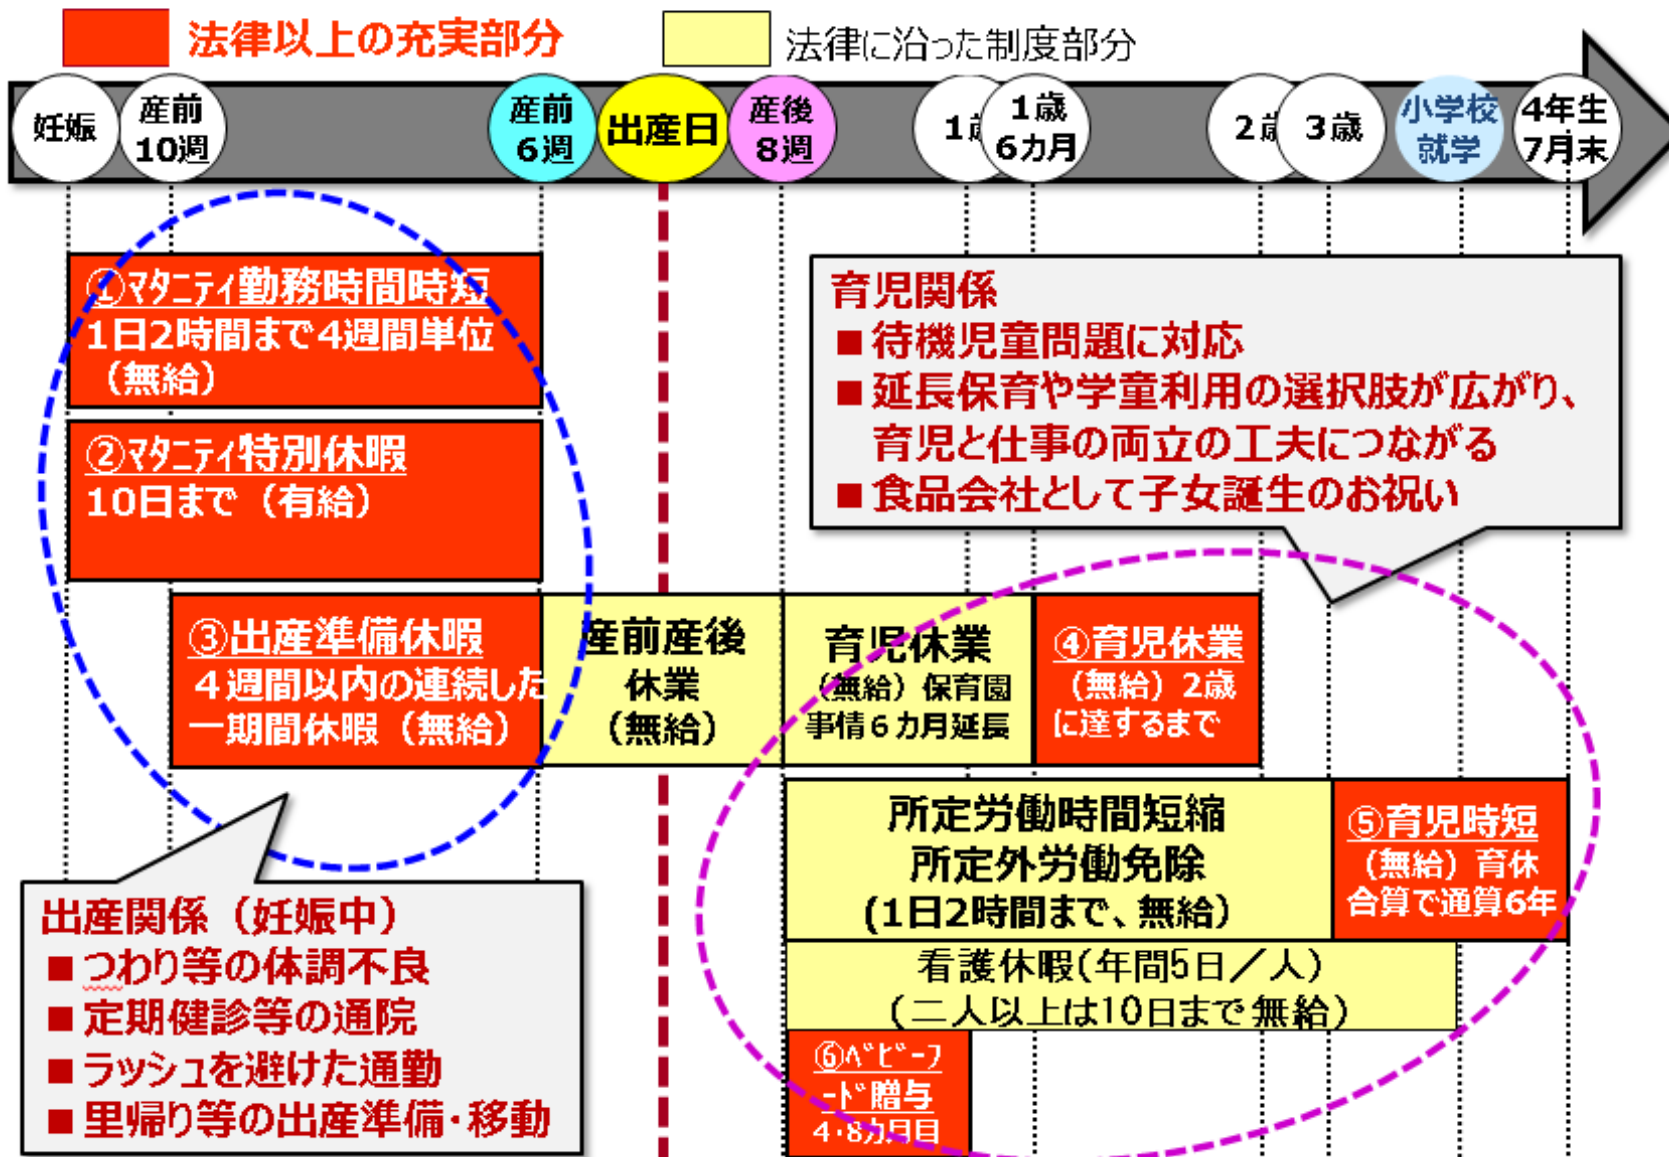 法律以上の充実部分
法律に沿った制度部分
妊娠
産前
10週
産前
6週
出産日
産後
8週
1歳
1歳
6カ月
2歳
3歳
小学校
就学
4年生
7月末
①マタニティ勤務時間時短
1日2時間まで4週間単位
（無給）
②マタニティ特別休暇
10日まで（有給）
育児関係
■待機児童問題に対応
■延長保育や学童利用の選択肢が広がり、
育児と仕事の両立の工夫につながる
■食品会社として子女誕生のお祝い
③出産準備休暇
４週間以内の連続した
一期間休暇（無給）
産前産後
休業
(無給)
育児休業
（無給）保育園
事情６カ月延長
④育児休業
（無給）2歳
に達するまで
所定労働時間短縮
所定外労働免除
(1日2時間まで、無給)
⑤育児時短
（無給）育休
合算で通算6年
看護休暇(年間5日／人)
(二人以上は10日まで無給)
⑥ﾍﾞﾋﾞｰﾌ
ｰﾄﾞ贈与
４･8カ月目
出産関係（妊娠中）
■つわり等の体調不良
■定期健診等の通院
■ラッシュを避けた通勤
■里帰り等の出産準備･移動